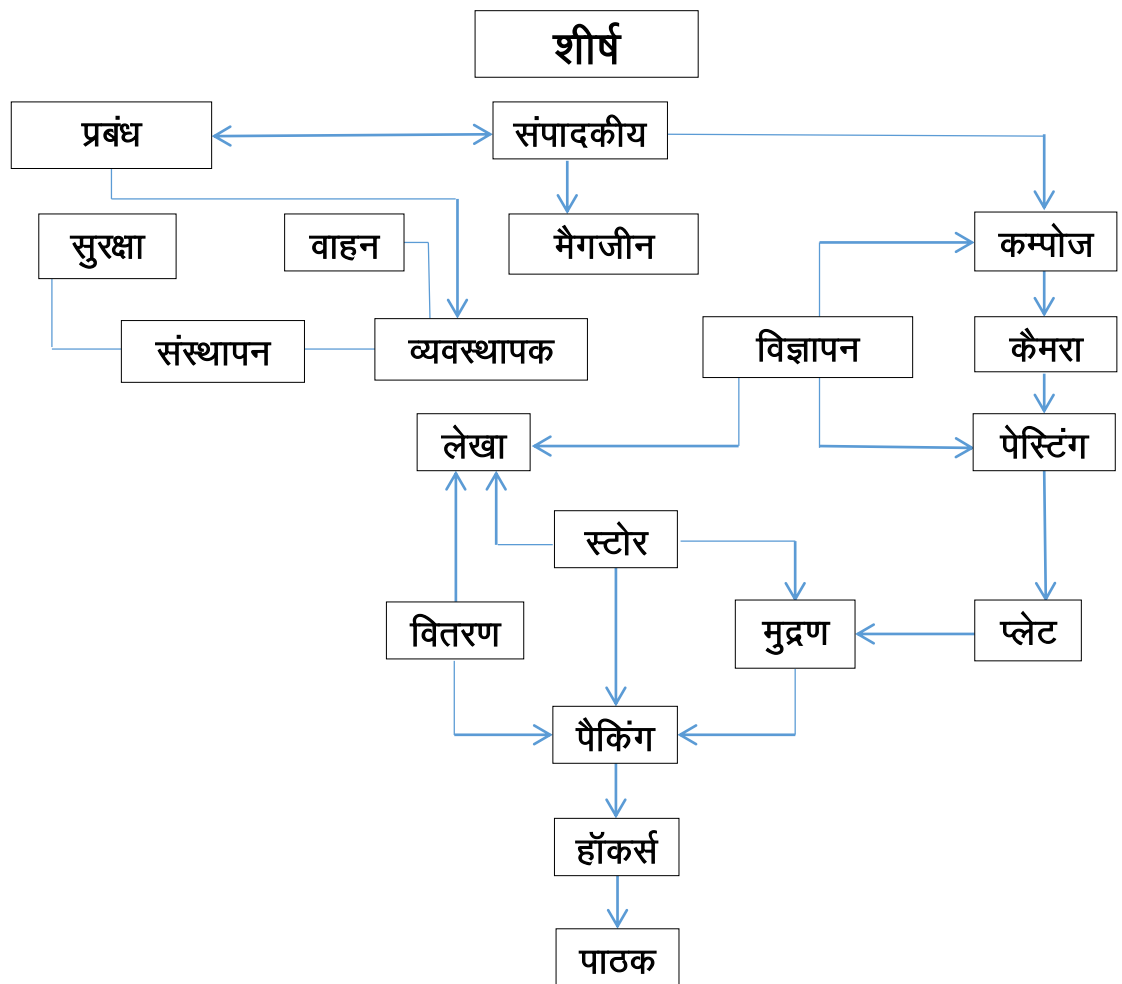 शीर्ष
प्रबंध
संपादकीय
सुरक्षा
वाहन
मैगजीन
कम्पोज
संस्थापन
व्यवस्थापक
विज्ञापन
कैमरा
लेखा
पेस्टिंग
स्टोर
वितरण
मुद्रण
प्लेट
पैकिंग
हॉकर्स
पाठक